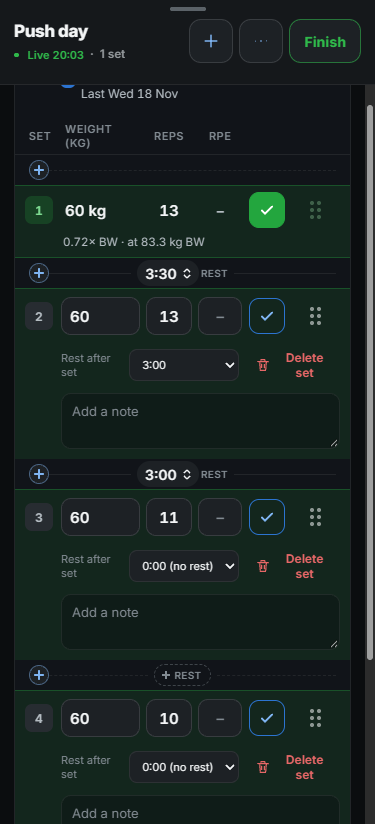 Push day
Live 20:03 · 1 set
+
...
Finish
Last Wed 18 Nov
SET WEIGHT (KG) REPS RPE
1 60 kg 13 –
0.72× BW · at 83.3 kg BW
3:30 REST
2 60 13 –
Rest after set 3:00 Delete set
Add a note
3:00 REST
3 60 11 –
Rest after set 0:00 (no rest) Delete set
Add a note
+ REST
4 60 10 –
Rest after set 0:00 (no rest) Delete set
Add a note